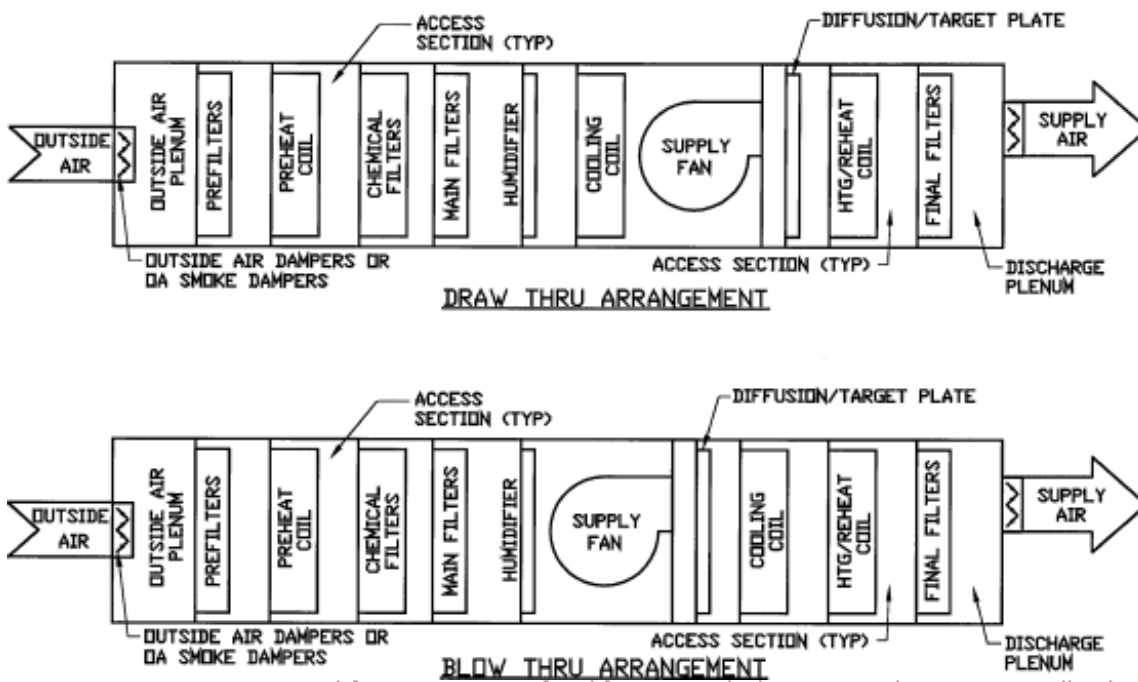 ACCESS
SECTION (TYP)
DIFFUSION/TARGET PLATE
OUTSIDE
AIR
OUTSIDE AIR
PLENUM
PREFILTERS
PREHEAT
COIL
CHEMICAL
FILTERS
MAIN FILTERS
HUMIDIFIER
COOLING
COIL
SUPPLY
FAN
HTG/REHEAT
COIL
FINAL FILTERS
SUPPLY
AIR
OUTSIDE AIR DAMPERS OR
OA SMOKE DAMPERS
ACCESS SECTION (TYP)
DISCHARGE
PLENUM
DRAW THRU ARRANGEMENT
ACCESS
SECTION (TYP)
DIFFUSION/TARGET PLATE
OUTSIDE
AIR
OUTSIDE AIR
PLENUM
PREFILTERS
PREHEAT
COIL
CHEMICAL
FILTERS
MAIN FILTERS
HUMIDIFIER
SUPPLY
FAN
COOLING
COIL
HTG/REHEAT
COIL
FINAL FILTERS
SUPPLY
AIR
OUTSIDE AIR DAMPERS OR
OA SMOKE DAMPERS
ACCESS SECTION (TYP)
DISCHARGE
PLENUM
BLOW THRU ARRANGEMENT